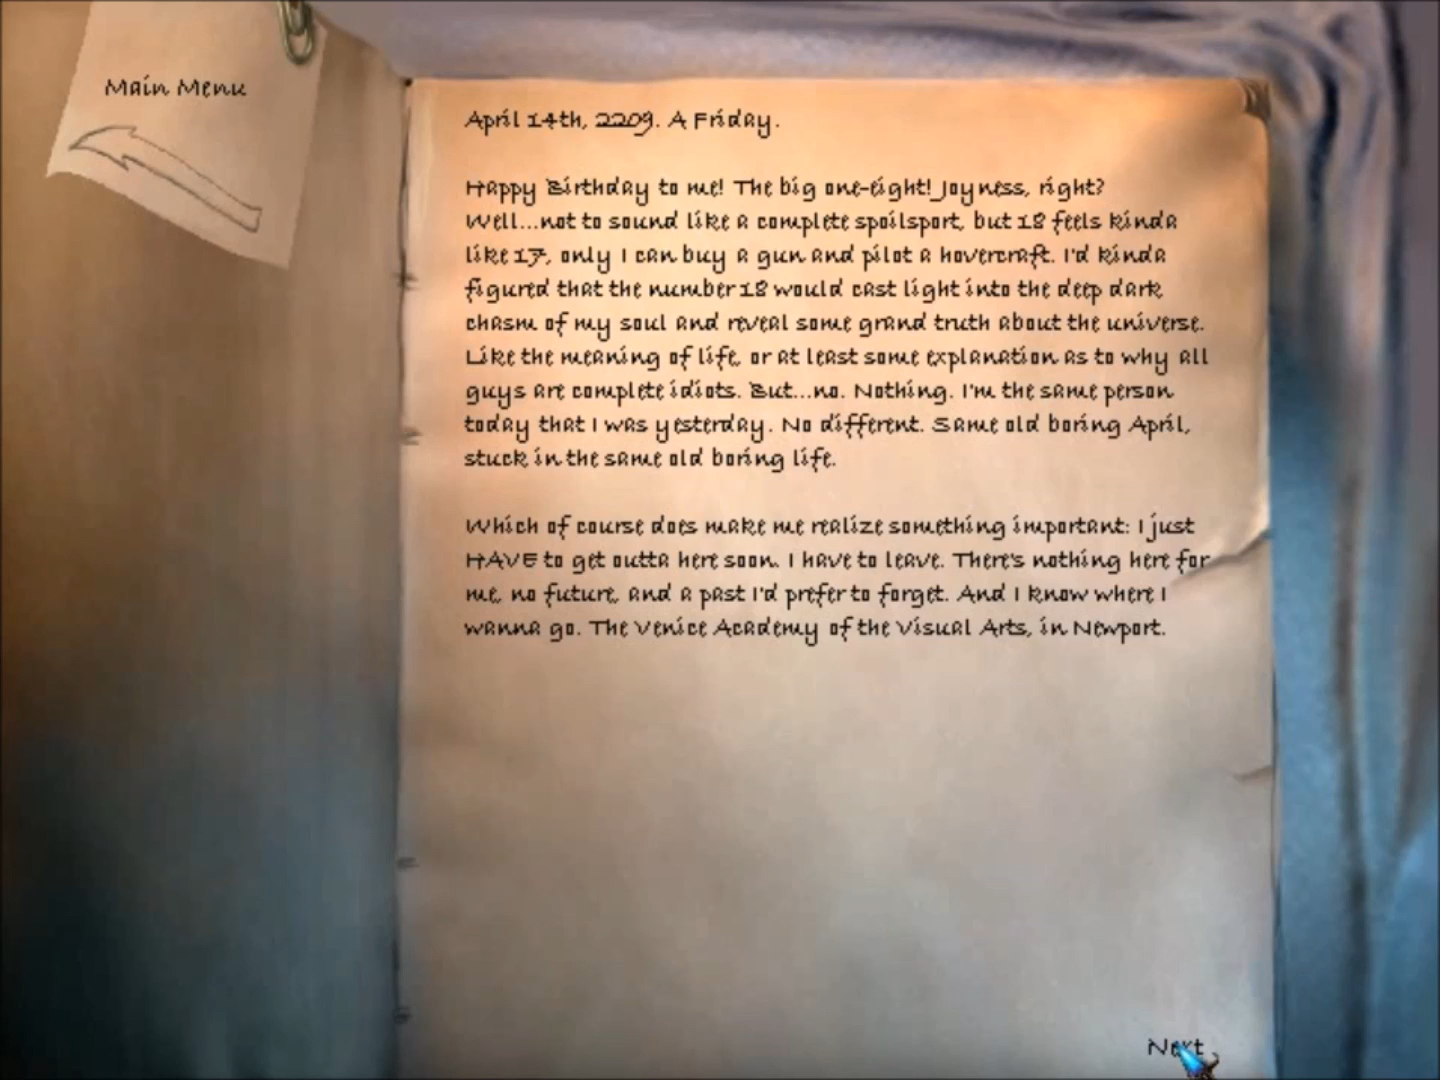 Main Menu
April 14th, 2209. A Friday.
Happy Birthday to me! The big one-eight! Joyness, right?
Well...not to sound like a complete spoilsport, but 18 feels kinda
like 17, only I can buy a gun and pilot a hovercraft. I'd kinda
figured that the number 18 would cast light into the deep dark
chasm of my soul and reveal some grand truth about the universe.
Like the meaning of life, or at least some explanation as to why all
guys are complete idiots. But...no. Nothing. I'm the same person
today that I was yesterday. No different. Same old boring April,
stuck in the same old boring life.
Which of course does make me realize something important: I just
HAVE to get outta here soon. I have to leave. There's nothing here for
me, no future, and a past I'd prefer to forget. And I know where I
wanna go. The Venice Academy of the Visual Arts, in Newport.
Next